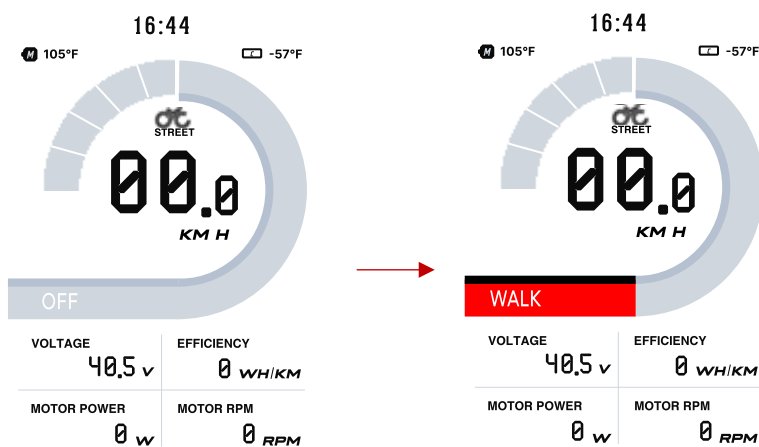 16:44
M 105°F
C -57°F
STREET
00.0
KM H
OFF
VOLTAGE
40.5 V
EFFICIENCY
0 WH/KM
MOTOR POWER
0 W
MOTOR RPM
0 RPM
16:44
M 105°F
C -57°F
STREET
00.0
KM H
WALK
VOLTAGE
40.5 V
EFFICIENCY
0 WH/KM
MOTOR POWER
0 W
MOTOR RPM
0 RPM